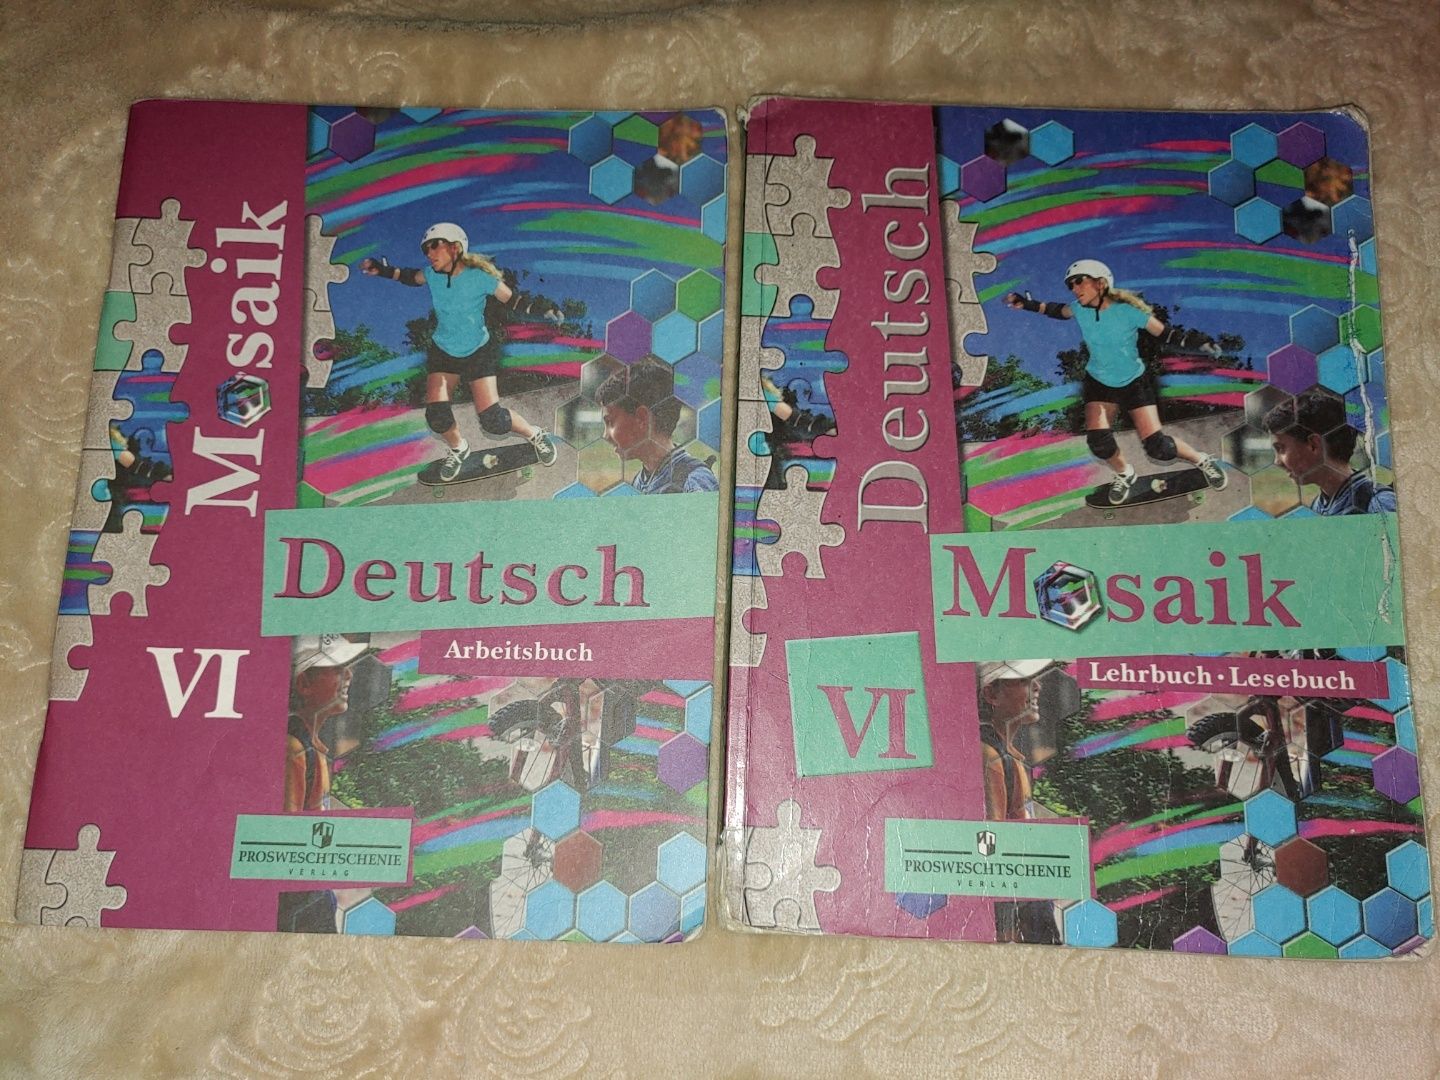 Mosaik
Deutsch
Arbeitsbuch
VI
PROSWESCHTSCHENIE
VERLAG
Deutsch
Mosaik
Lehrbuch • Lesebuch
VI
PROSWESCHTSCHENIE
VERLAG